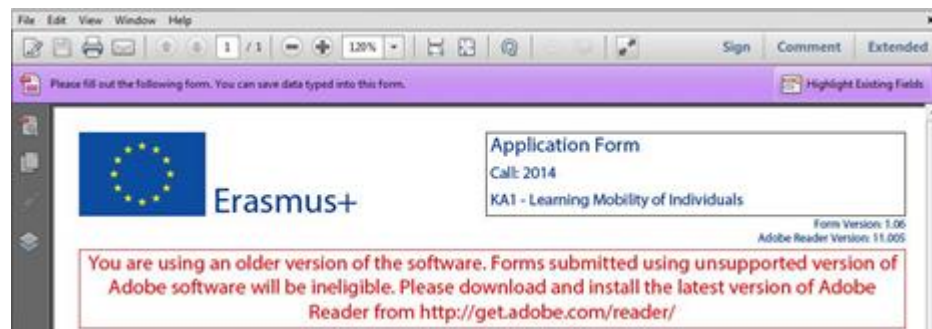 File Edit View Window Help
1 / 1 120% Sign Comment Extended
Please fill out the following form. You can save data typed into this form. Highlight Existing Fields
Application Form
Call: 2014
Erasmus+ KA1 - Learning Mobility of Individuals
Form Version: 1.06
Adobe Reader Version: 11.005
You are using an older version of the software. Forms submitted using unsupported version of
Adobe software will be ineligible. Please download and install the latest version of Adobe
Reader from http://get.adobe.com/reader/